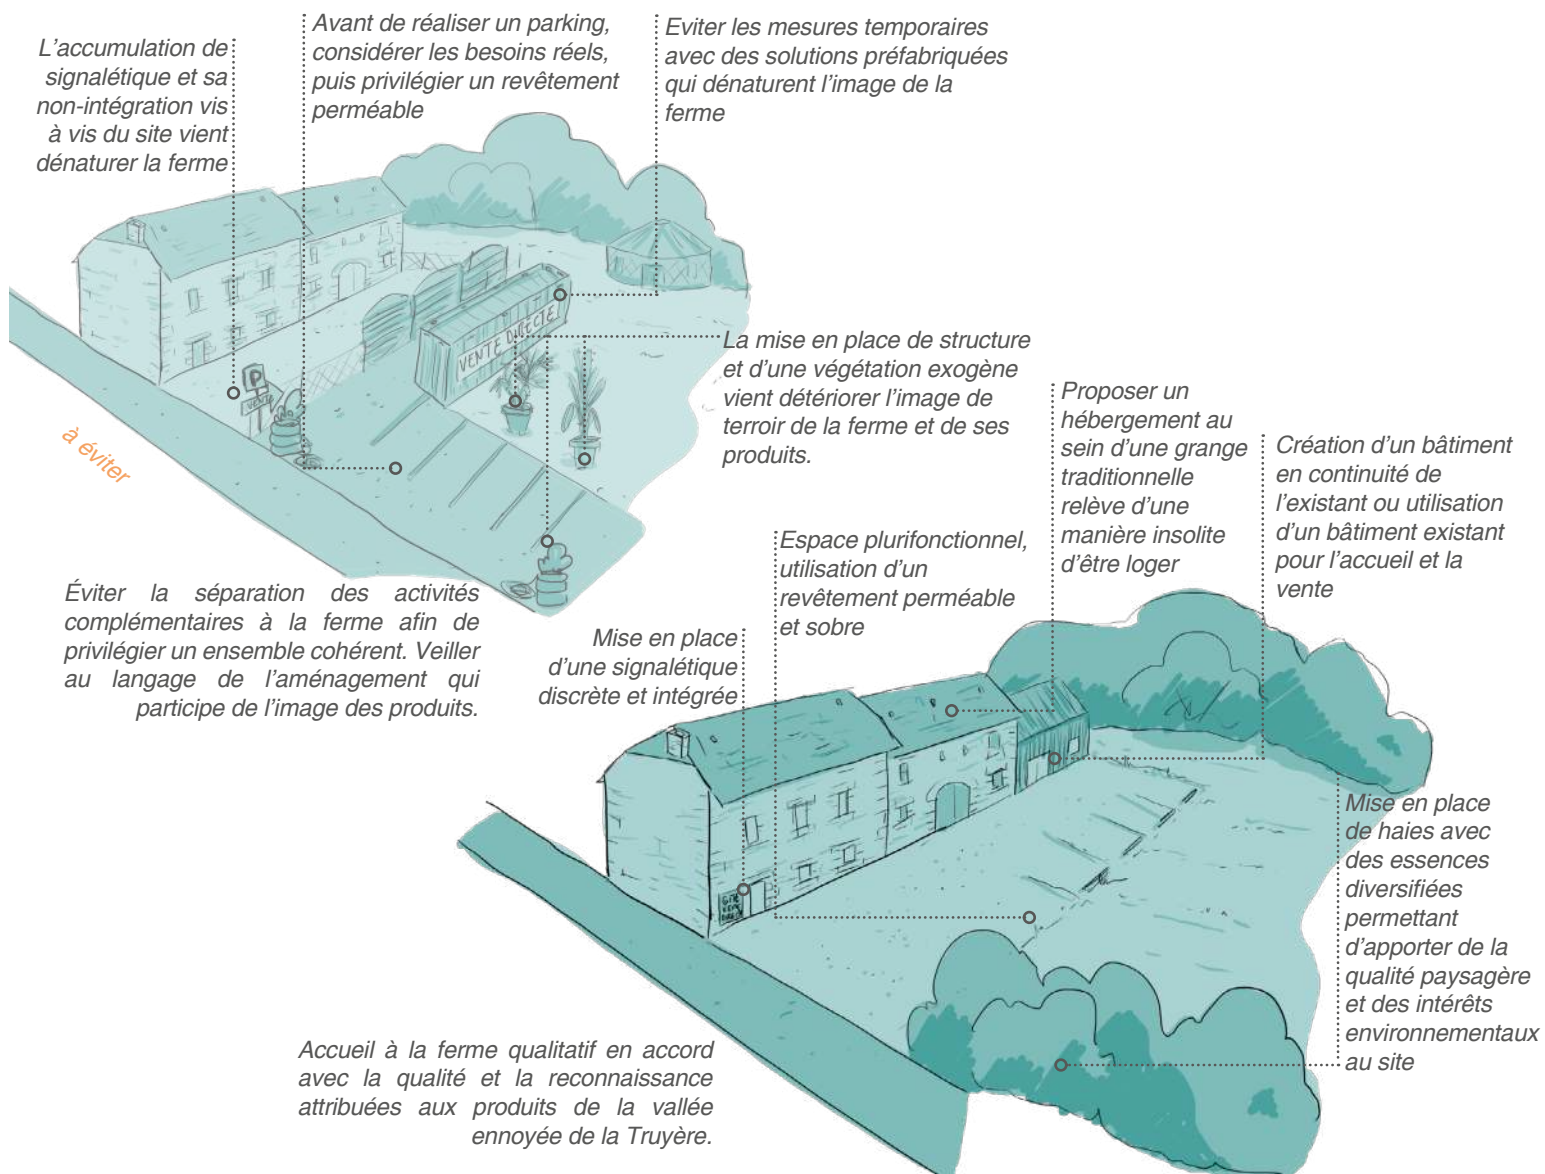 L'accumulation de
signalétique et sa
non-intégration vis
à vis du site vient
dénaturer la ferme
Avant de réaliser un parking,
considérer les besoins réels,
puis privilégier un revêtement
perméable
Eviter les mesures temporaires
avec des solutions préfabriquées
qui dénaturent l'image de la
ferme
VENTE DIRECTE
P
VENTE
La mise en place de structure
et d'une végétation exogène
vient détériorer l'image de
terroir de la ferme et de ses
produits.
à éviter
Éviter la séparation des activités
complémentaires à la ferme afin de
privilégier un ensemble cohérent. Veiller
au langage de l'aménagement qui
participe de l'image des produits.
Mise en place
d'une signalétique
discrète et intégrée
Espace plurifonctionnel,
utilisation d'un
revêtement perméable
et sobre
Proposer un
hébergement au
sein d'une grange
traditionnelle
relève d'une
manière insolite
d'être loger
Création d'un bâtiment
en continuité de
l'existant ou utilisation
d'un bâtiment existant
pour l'accueil et la
vente
Mise en place
de haies avec
des essences
diversifiées
permettant
d'apporter de la
qualité paysagère
et des intérêts
environnementaux
au site
Accueil à la ferme qualitatif en accord
avec la qualité et la reconnaissance
attribuées aux produits de la vallée
ennoyée de la Truyère.